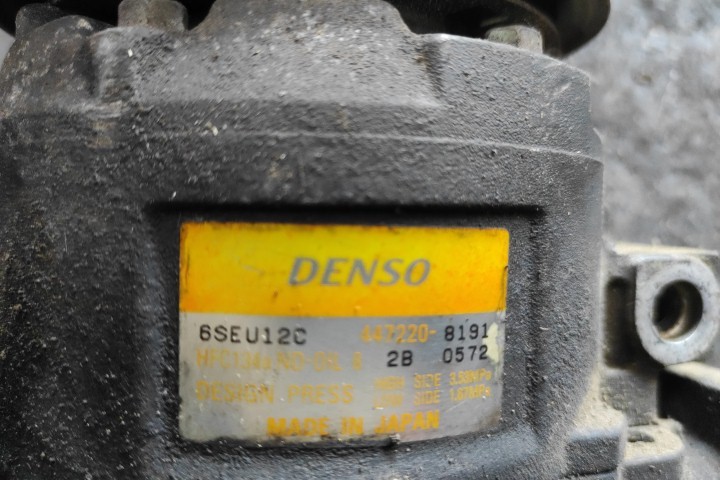 DENSO
6SEU12C 447220-8191
HFC134a ND-OIL 8 2B 0572
DESIGN PRESS HIGH SIDE 3.53MPa
LOW SIDE 1.67MPa
MADE IN JAPAN